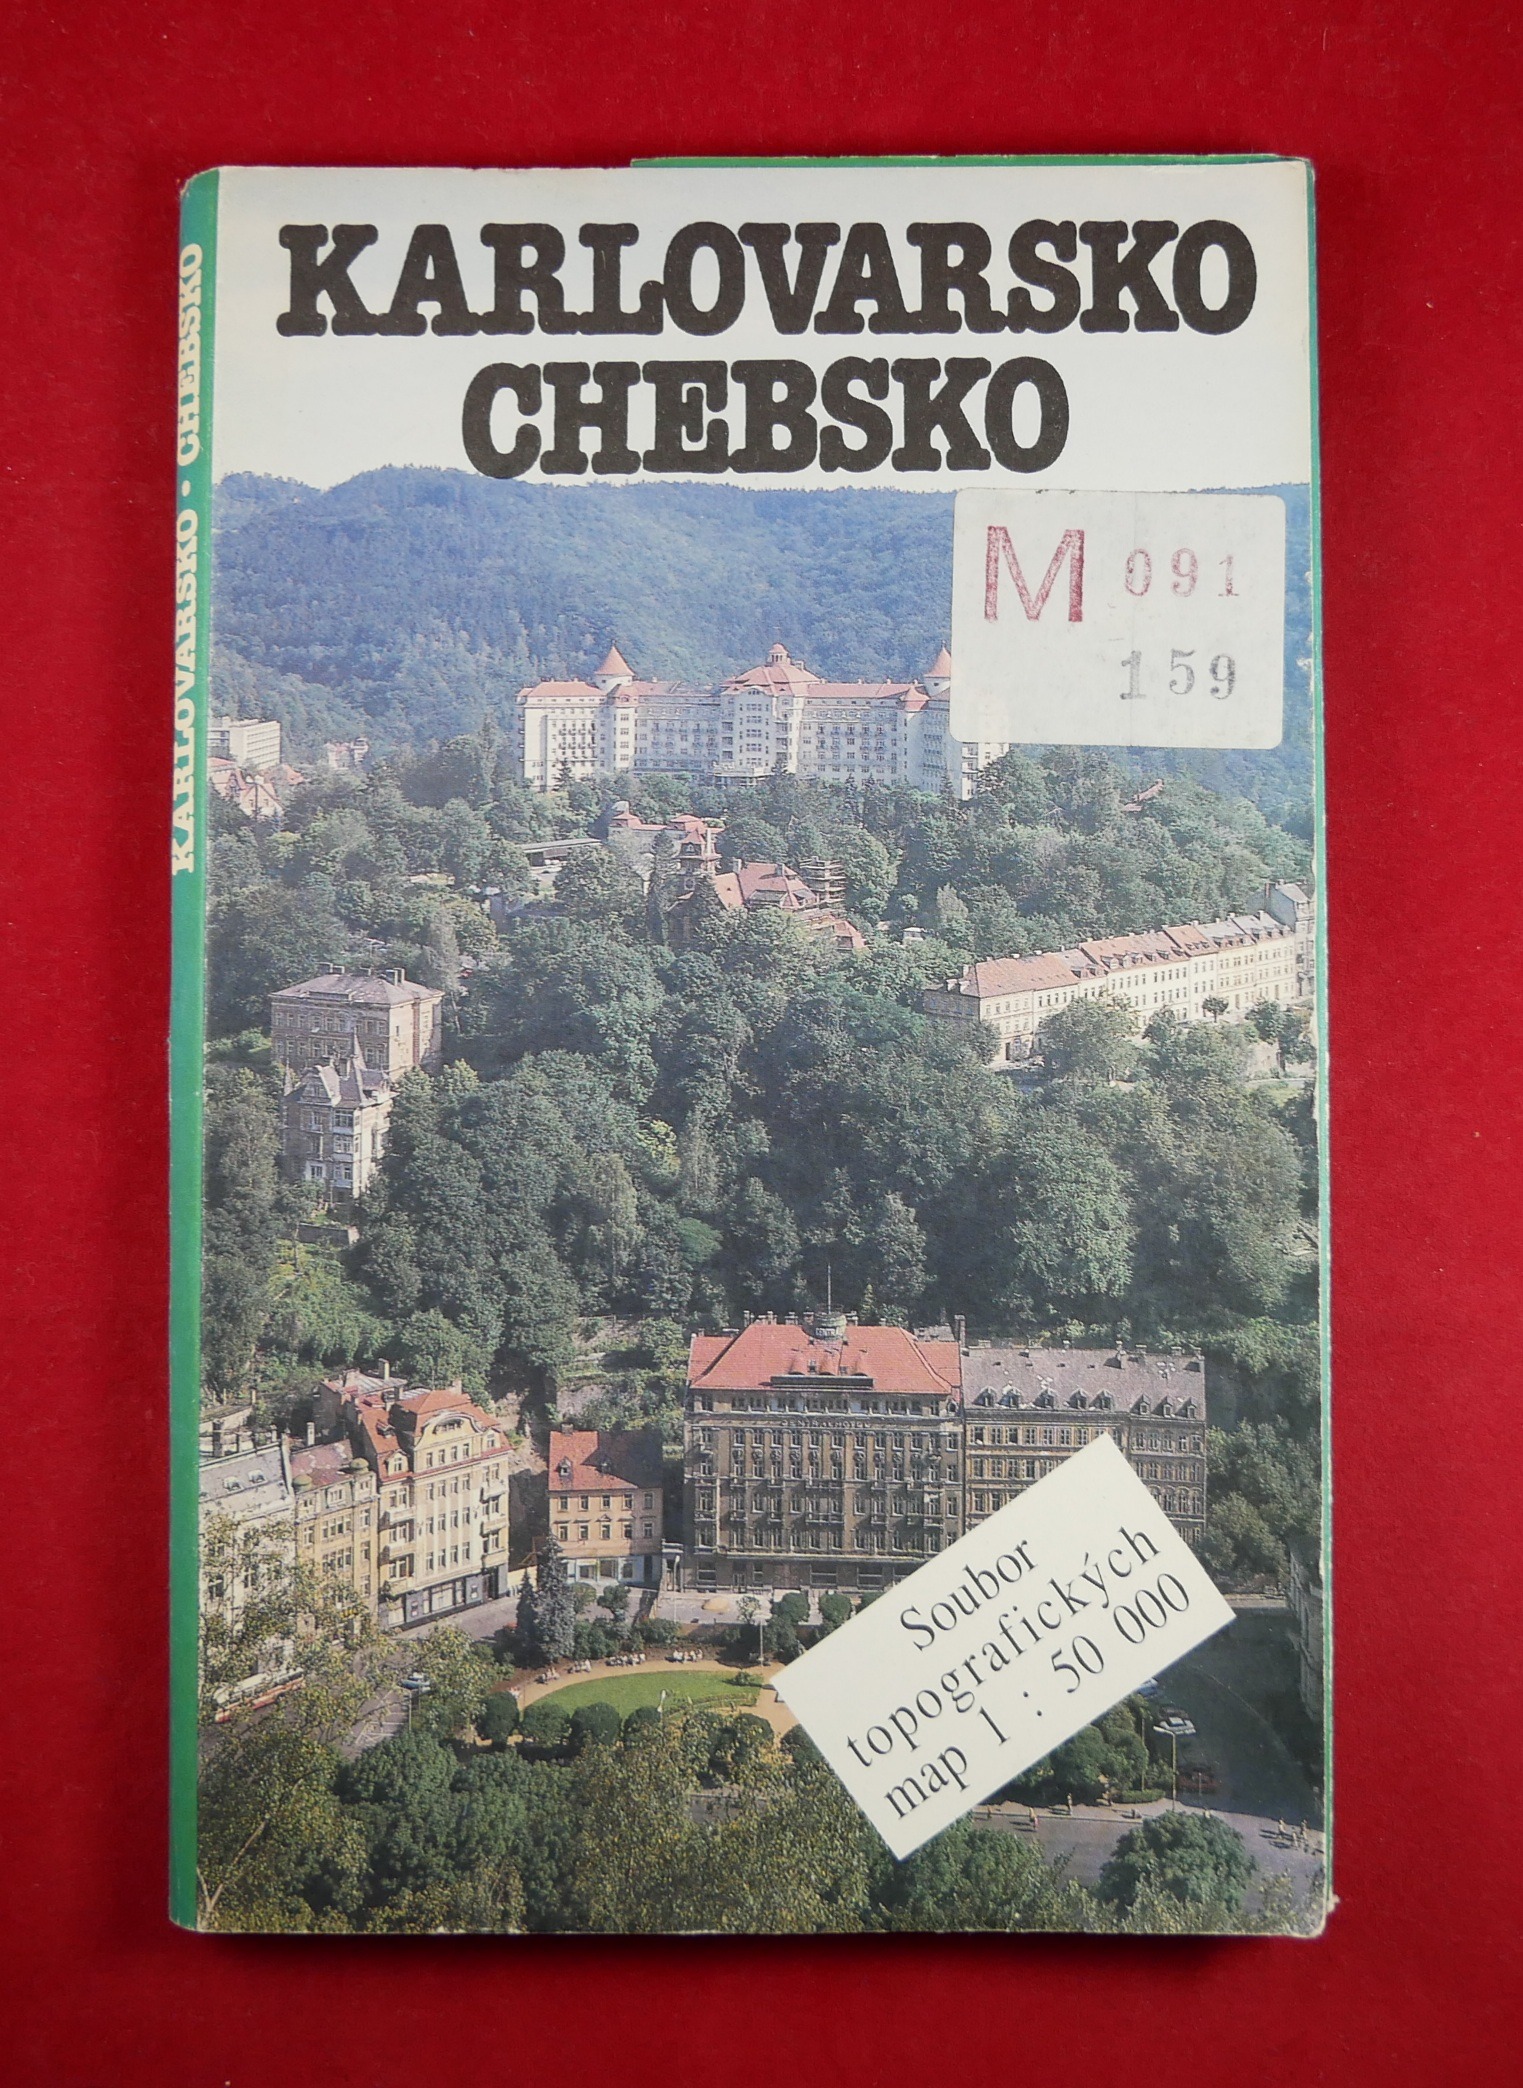 KARLOVARSKO
CHEBSKO
M 091
159
Soubor
topografických
map 1 : 50 000
KARLOVARSKO • CHEBSKO